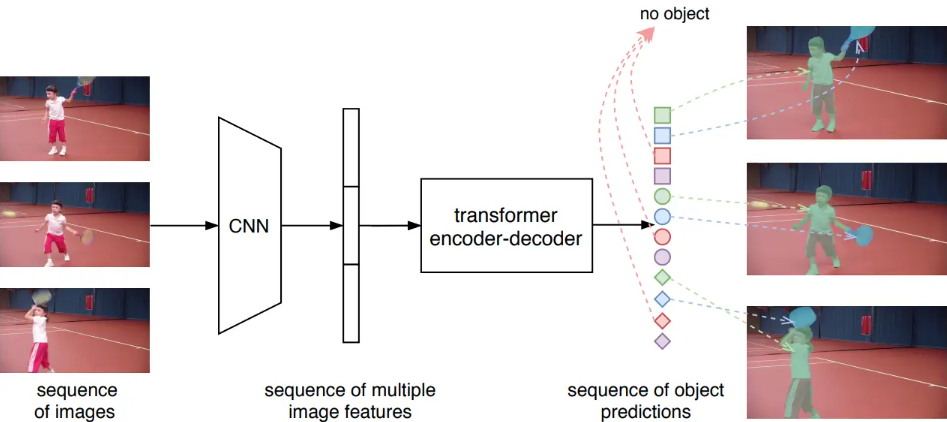 no object
CNN
transformer
encoder-decoder
sequence
of images
sequence of multiple
image features
sequence of object
predictions